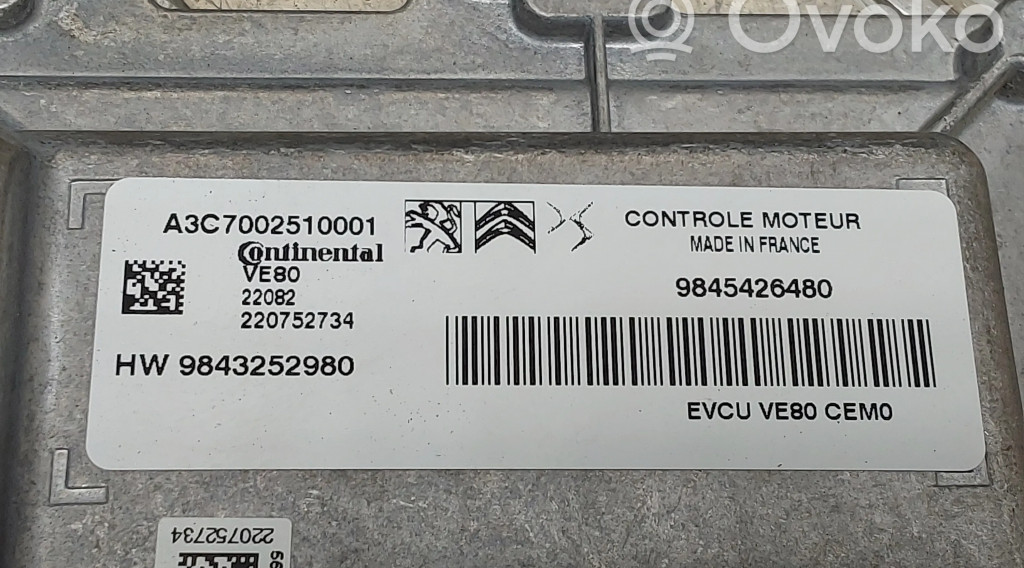 Ovoko
A3C7002510001
Continental
VE80
22082
220752734
HW 9843252980
CONTROLE MOTEUR
MADE IN FRANCE
9845426480
EVCU VE80 CEM0
220752734